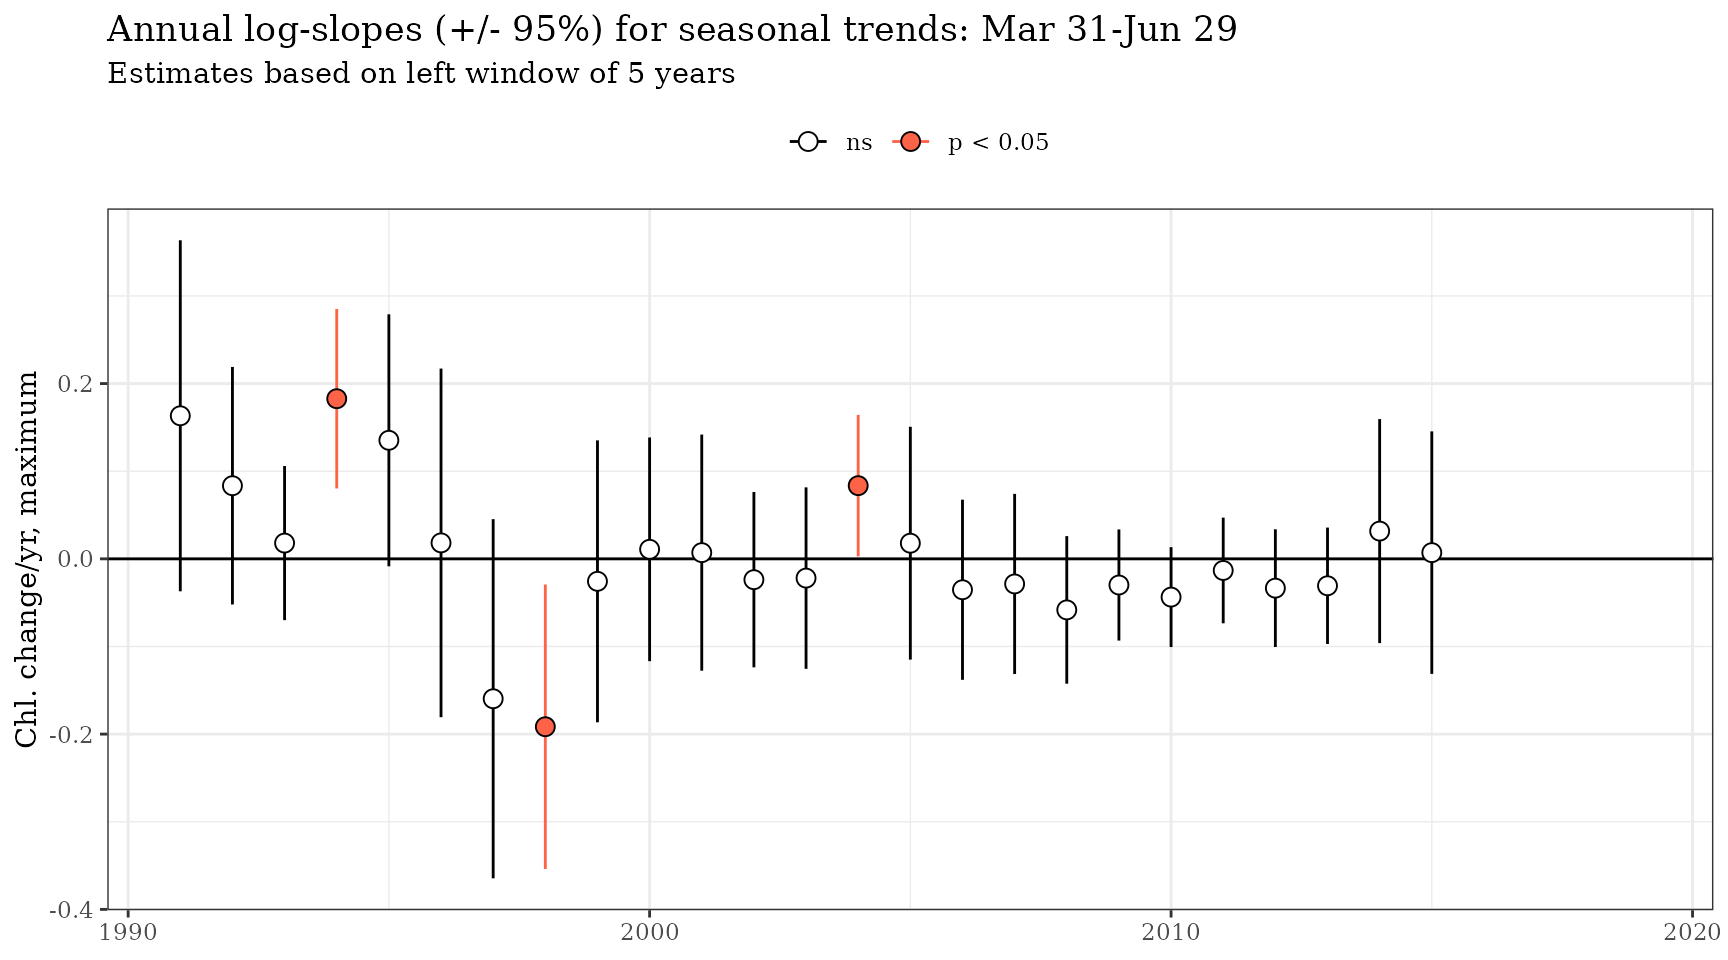 Annual log-slopes (+/- 95%) for seasonal trends: Mar 31-Jun 29
Estimates based on left window of 5 years
ns
p < 0.05
Chl. change/yr, maximum
0.2
0.0
-0.2
-0.4
1990
2000
2010
2020